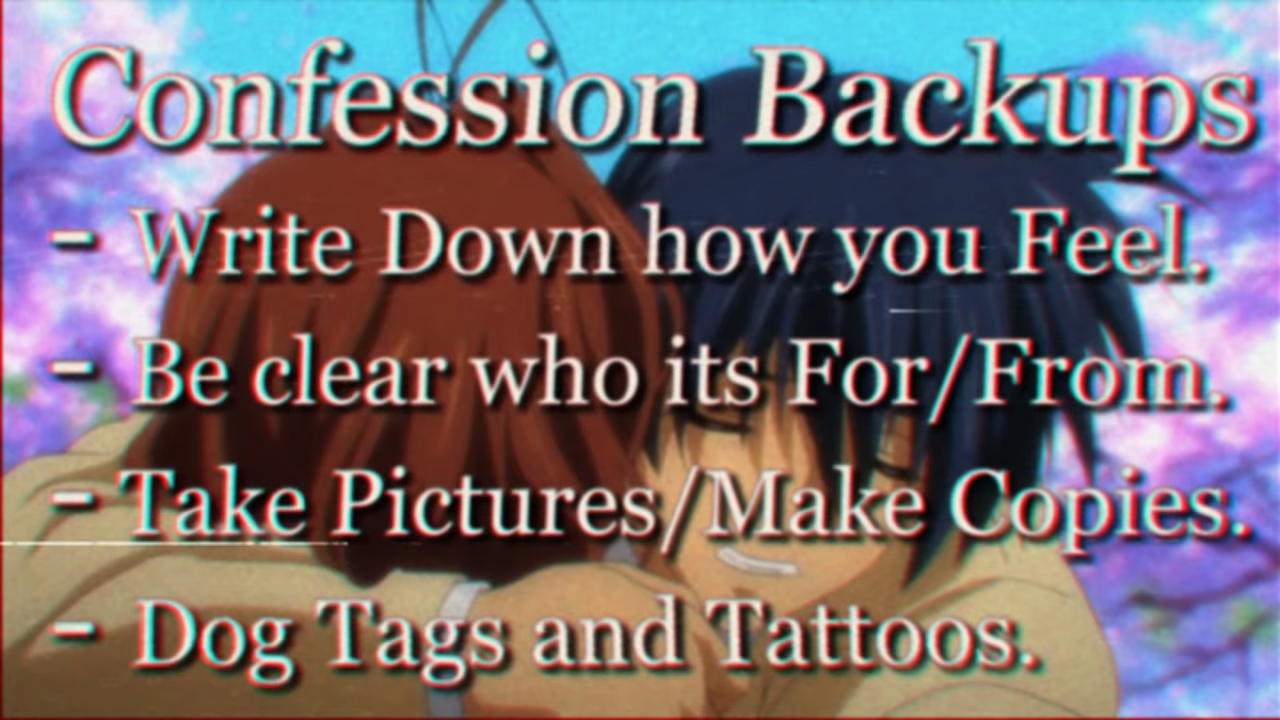 Confession Backups
- Write Down how you Feel.
- Be clear who its For/From.
- Take Pictures/Make Copies.
- Dog Tags and Tattoos.